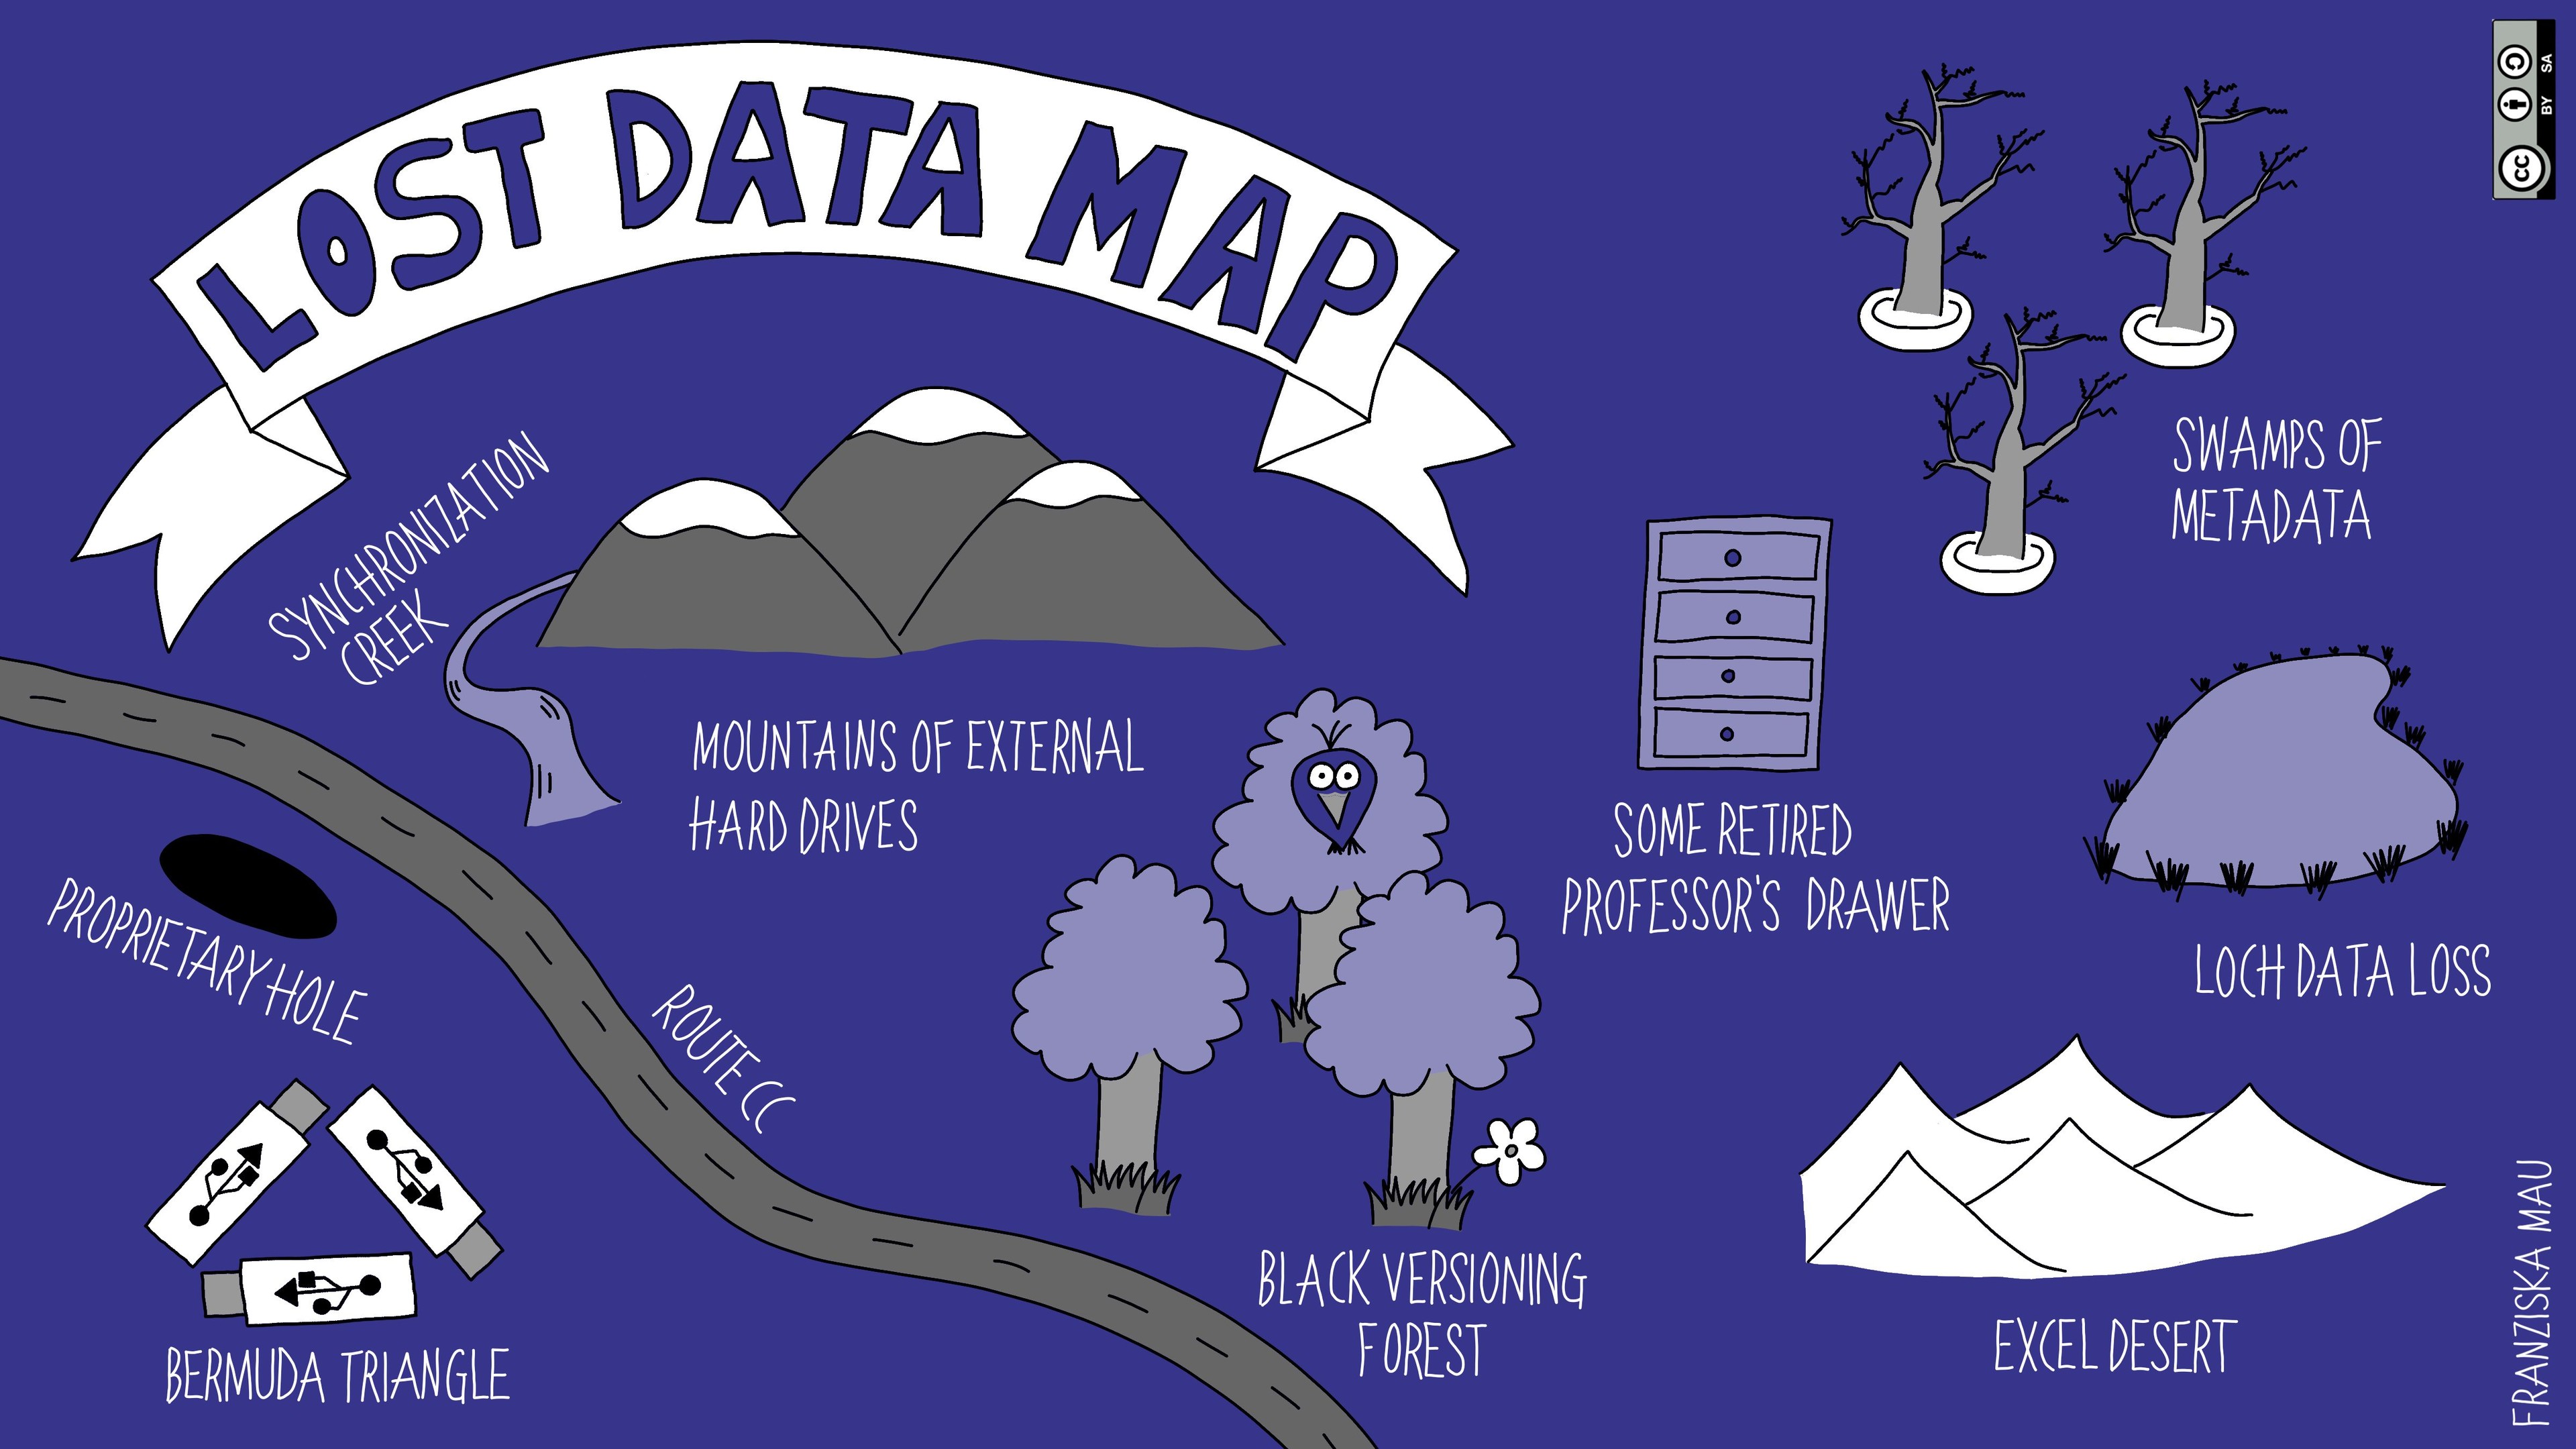 LOST DATA MAP
SYNCHRONIZATION
CREEK
MOUNTAINS OF EXTERNAL
HARD DRIVES
SWAMPS OF
METADATA
SOME RETIRED
PROFESSOR'S DRAWER
LOCH DATA LOSS
PROPRIETARY HOLE
ROUTE CC
BERMUDA TRIANGLE
BLACK VERSIONING
FOREST
EXCEL DESERT
FRANZISKA MAU
CC BY SA